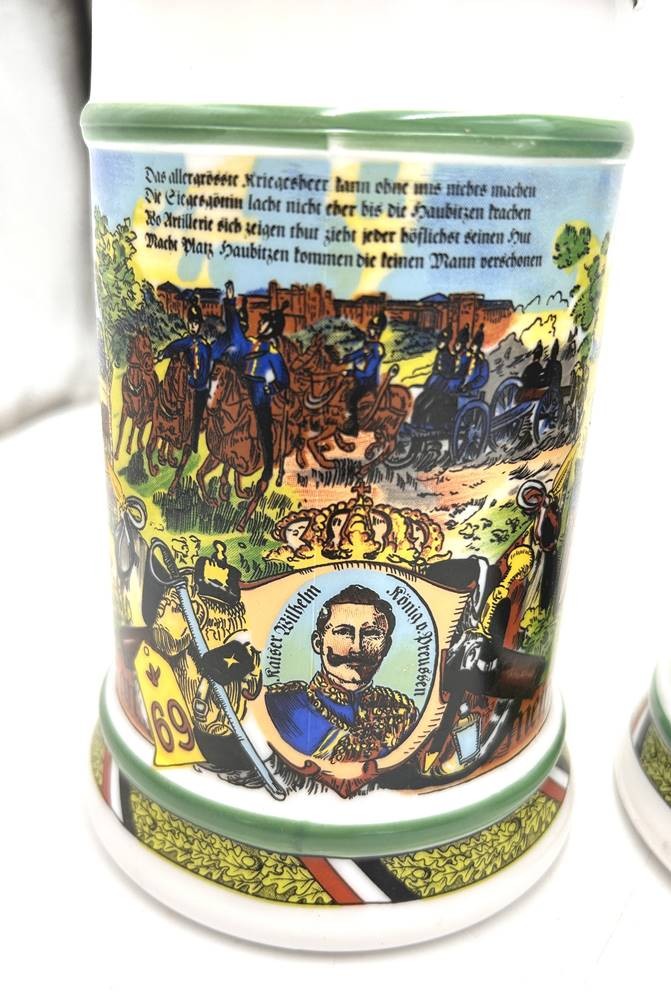 Das allergrösste Kriegesheer kann ohne uns nichts machen
Die Siegesgöttin lacht nicht eher bis die Haubitzen krachen
Wo Artillerie sich zeigen thut zieht jeder höflichst seinen Hut
Macht Platz Haubitzen kommen die keinen Mann verschonen
Kaiser Wilhelm
König v. Preussen
69